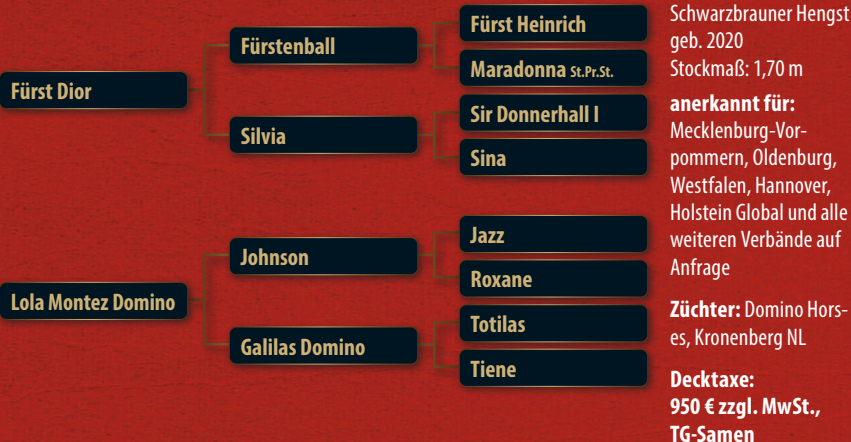 Fürst Dior
Fürstenball
Silvia
Fürst Heinrich
Maradonna St.Pr.St.
Sir Donnerhall I
Sina
Lola Montez Domino
Johnson
Galilas Domino
Jazz
Roxane
Totilas
Tiene
Schwarzbrauner Hengst
geb. 2020
Stockmaß: 1,70 m
anerkannt für:
Mecklenburg-Vor-
pommern, Oldenburg,
Westfalen, Hannover,
Holstein Global und alle
weiteren Verbände auf
Anfrage
Züchter: Domino Hors-
es, Kronenberg NL
Decktaxe:
950 € zzgl. MwSt.,
TG-Samen